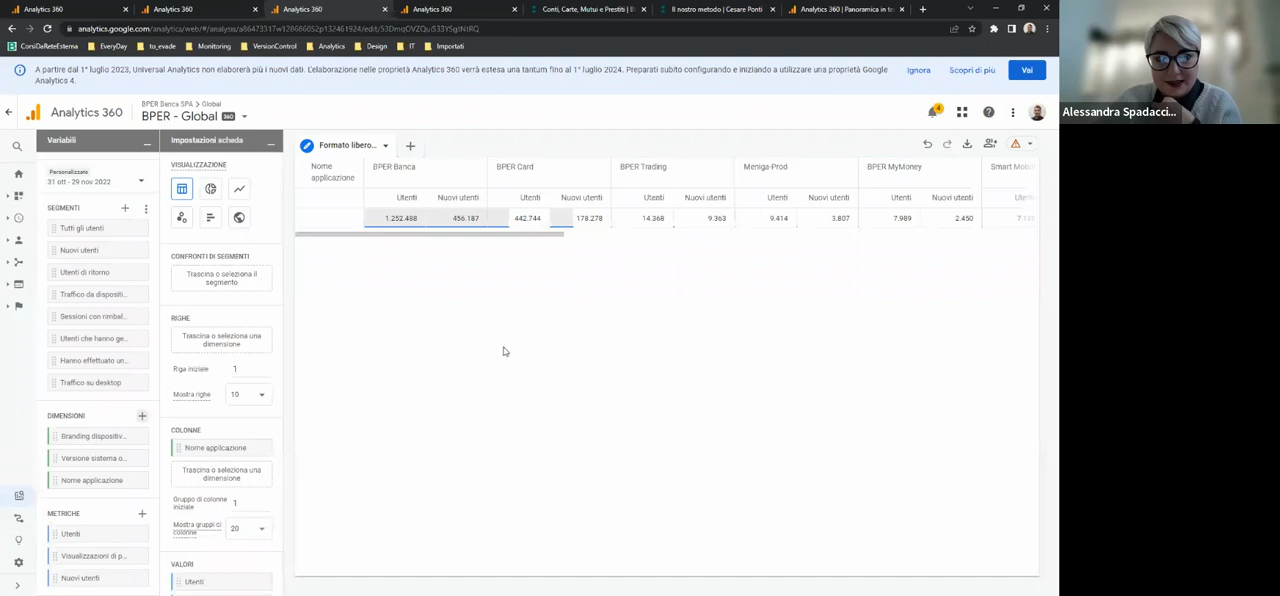 Analytics 360
Analytics 360
Analytics 360
Analytics 360
Conti, Carte, Mutui e Prestiti | B
Il nostro metodo | Cesare Ponti
Analytics 360 | Panoramica in te
analytics.google.com/analytics/web/#/analysis/a86473317w128686052p132461924/edit/
CorsiDaReteEsterna
EveryDay
to_evade
Monitoring
VersionControl
Analytics
Design
IT
Importati
A partire dal 1° luglio 2023, Universal Analytics non elaborerà più i nuovi dati. L'elaborazione nelle proprietà Analytics 360 verrà estesa una tantum fino al 1° luglio 2024. Preparati subito configurando e iniziando a utilizzare una proprietà Google
Analytics 4.
Ignora
Scopri di più
Vai
Alessandra Spadacci...
Analytics 360
BPER Banca SPA > Global
BPER - Global 360
4
Variabili
Personalizzato
31 ott - 29 nov 2022
SEGMENTI
Tutti gli utenti
Nuovi utenti
Utenti di ritorno
Traffico da dispositi...
Sessioni con rimbal...
Utenti che hanno ge...
Hanno effettuato un...
Traffico su desktop
DIMENSIONI
Branding dispositiv...
Versione sistema o...
Nome applicazione
METRICHE
Utenti
Visualizzazioni di p...
Nuovi utenti
Impostazioni scheda
VISUALIZZAZIONE
CONFRONTI DI SEGMENTI
Trascina o seleziona il
segmento
RIGHE
Trascina o seleziona una
dimensione
Riga iniziale 1
Mostra righe 10
COLONNE
Nome applicazione
Trascina o seleziona una
dimensione
Gruppo di colonne
iniziale 1
Mostra gruppi di
colonne 20
VALORI
Utenti
Formato libero...
Nome
applicazione
BPER Banca BPER Card BPER Trading Meniga-Prod BPER MyMoney Smart Mob
Utenti Nuovi utenti Utenti Nuovi utenti Utenti Nuovi utenti Utenti Nuovi utenti Utenti Nuovi utenti Uten
1.252.488 456.187 442.744 178.278 14.368 9.363 9.414 3.807 7.989 2.450